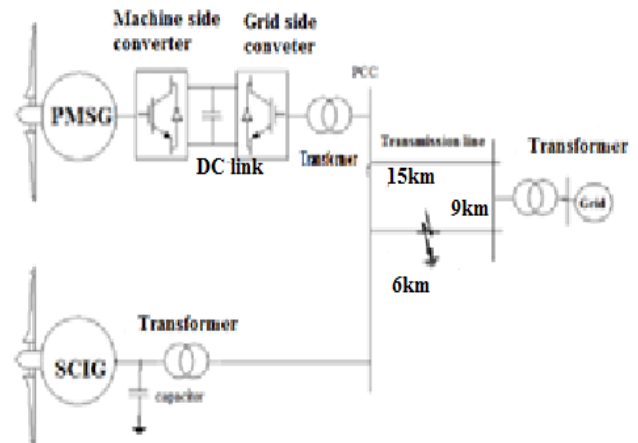 Machine side
converter
Grid side
conveter
PCC
PMSG
DC link
Transformer
Transmission line
15km
9km
Transformer
Grid
6km
Transformer
SCIG
capacitor